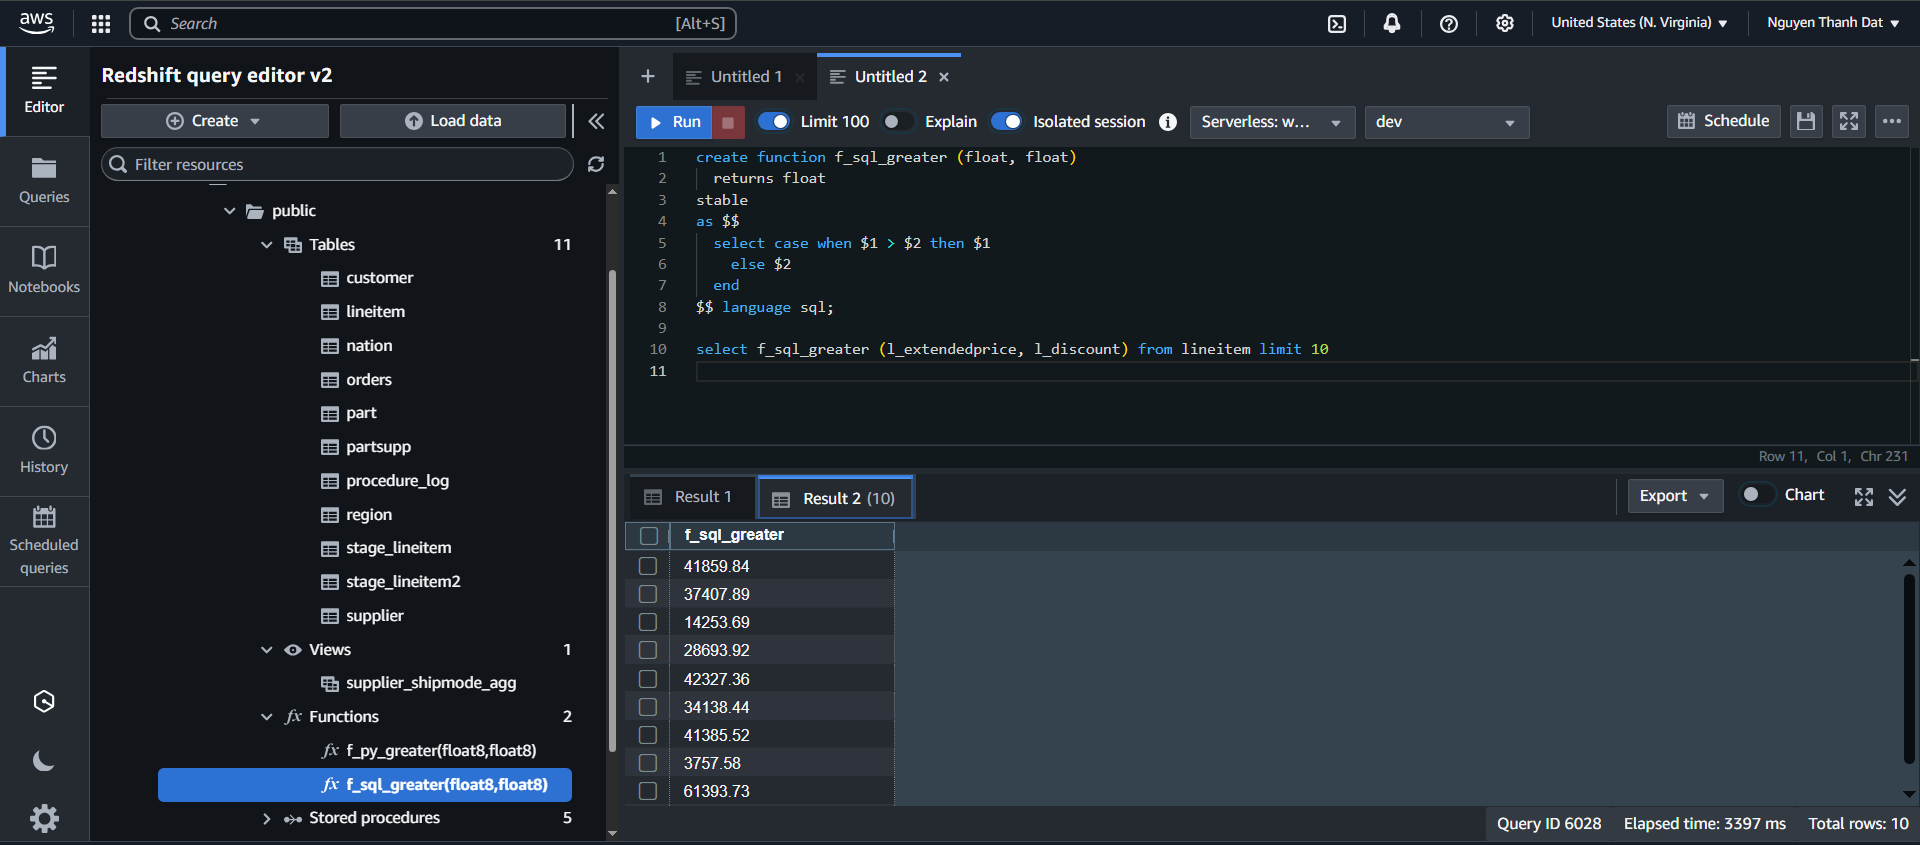 aws
Search
[Alt+S]
United States (N. Virginia)
Nguyen Thanh Dat
Editor
Queries
Notebooks
Charts
History
Scheduled
queries
Redshift query editor v2
Create
Load data
Filter resources
public
Tables 11
customer
lineitem
nation
orders
part
partsupp
procedure_log
region
stage_lineitem
stage_lineitem2
supplier
Views 1
supplier_shipmode_agg
fx Functions 2
fx f_py_greater(float8,float8)
fx f_sql_greater(float8,float8)
Stored procedures 5
Untitled 1
Untitled 2
Run
Limit 100
Explain
Isolated session
Serverless: w...
dev
Schedule
1 create function f_sql_greater (float, float)
2 returns float
3 stable
4 as $$
5 select case when $1 > $2 then $1
6 else $2
7 end
8 $$ language sql;
9
10 select f_sql_greater (l_extendedprice, l_discount) from lineitem limit 10
11
Row 11, Col 1, Chr 231
Result 1
Result 2 (10)
Export
Chart
f_sql_greater
41859.84
37407.89
14253.69
28693.92
42327.36
34138.44
41385.52
3757.58
61393.73
Query ID 6028 Elapsed time: 3397 ms Total rows: 10